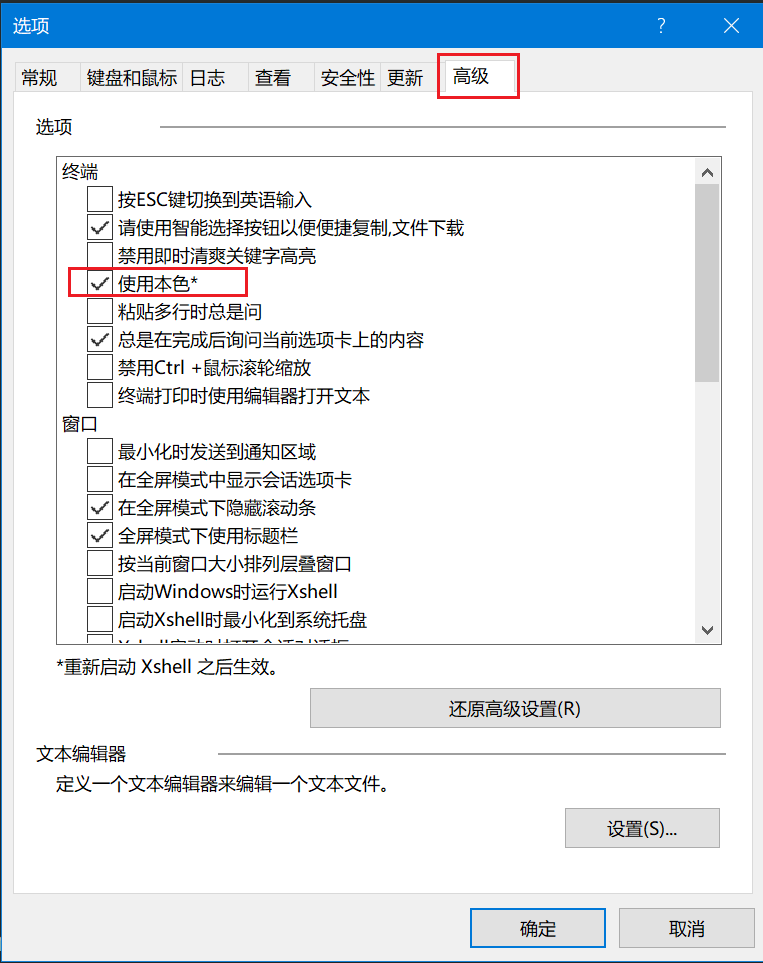 选项
?
常规 键盘和鼠标 日志 查看 安全性 更新 高级
选项
终端
按ESC键切换到英语输入
请使用智能选择按钮以便便捷复制,文件下载
禁用即时清爽关键字高亮
使用本色*
粘贴多行时总是问
总是在完成后询问当前选项卡上的内容
禁用Ctrl +鼠标滚轮缩放
终端打印时使用编辑器打开文本
窗口
最小化时发送到通知区域
在全屏模式中显示会话选项卡
在全屏模式下隐藏滚动条
全屏模式下使用标题栏
按当前窗口大小排列层叠窗口
启动Windows时运行Xshell
启动Xshell时最小化到系统托盘
*重新启动 Xshell 之后生效。
还原高级设置(R)
文本编辑器
定义一个文本编辑器来编辑一个文本文件。
设置(S)...
确定 取消